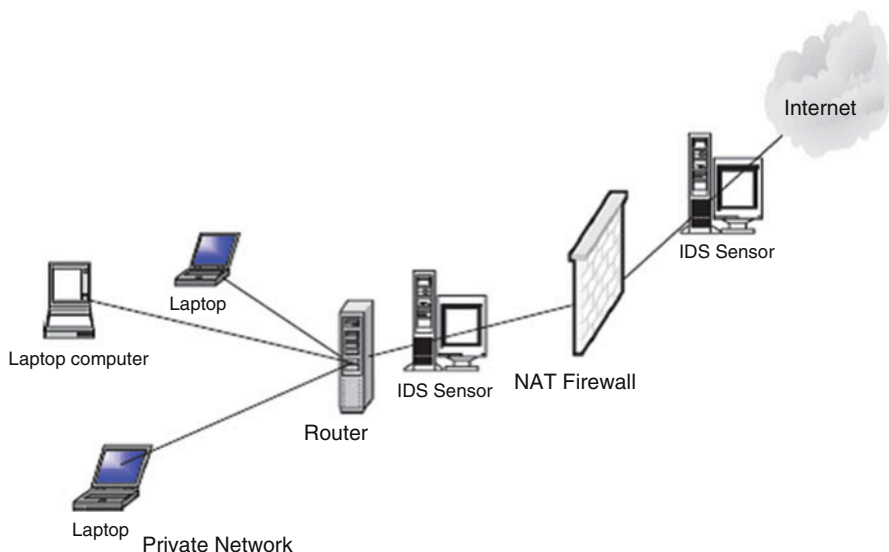 Internet
IDS Sensor
Laptop
Laptop computer
IDS Sensor
NAT Firewall
Router
Laptop
Private Network